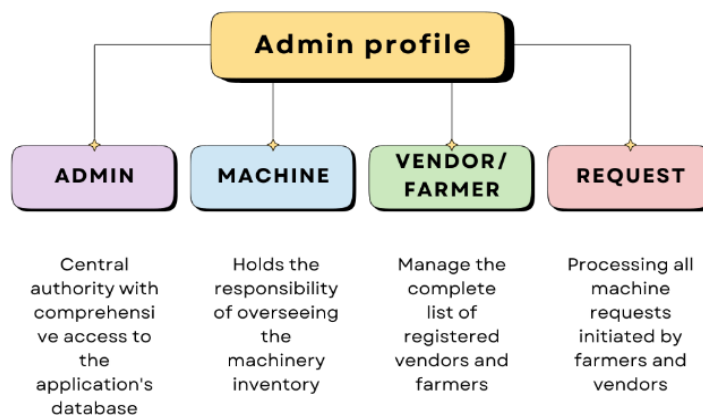 Admin profile
ADMIN
MACHINE
VENDOR/
FARMER
REQUEST
Central
authority with
comprehensi
ve access to
the
application's
database
Holds the
responsibility
of overseeing
the
machinery
inventory
Manage the
complete
list of
registered
vendors and
farmers
Processing all
machine
requests
initiated by
farmers and
vendors